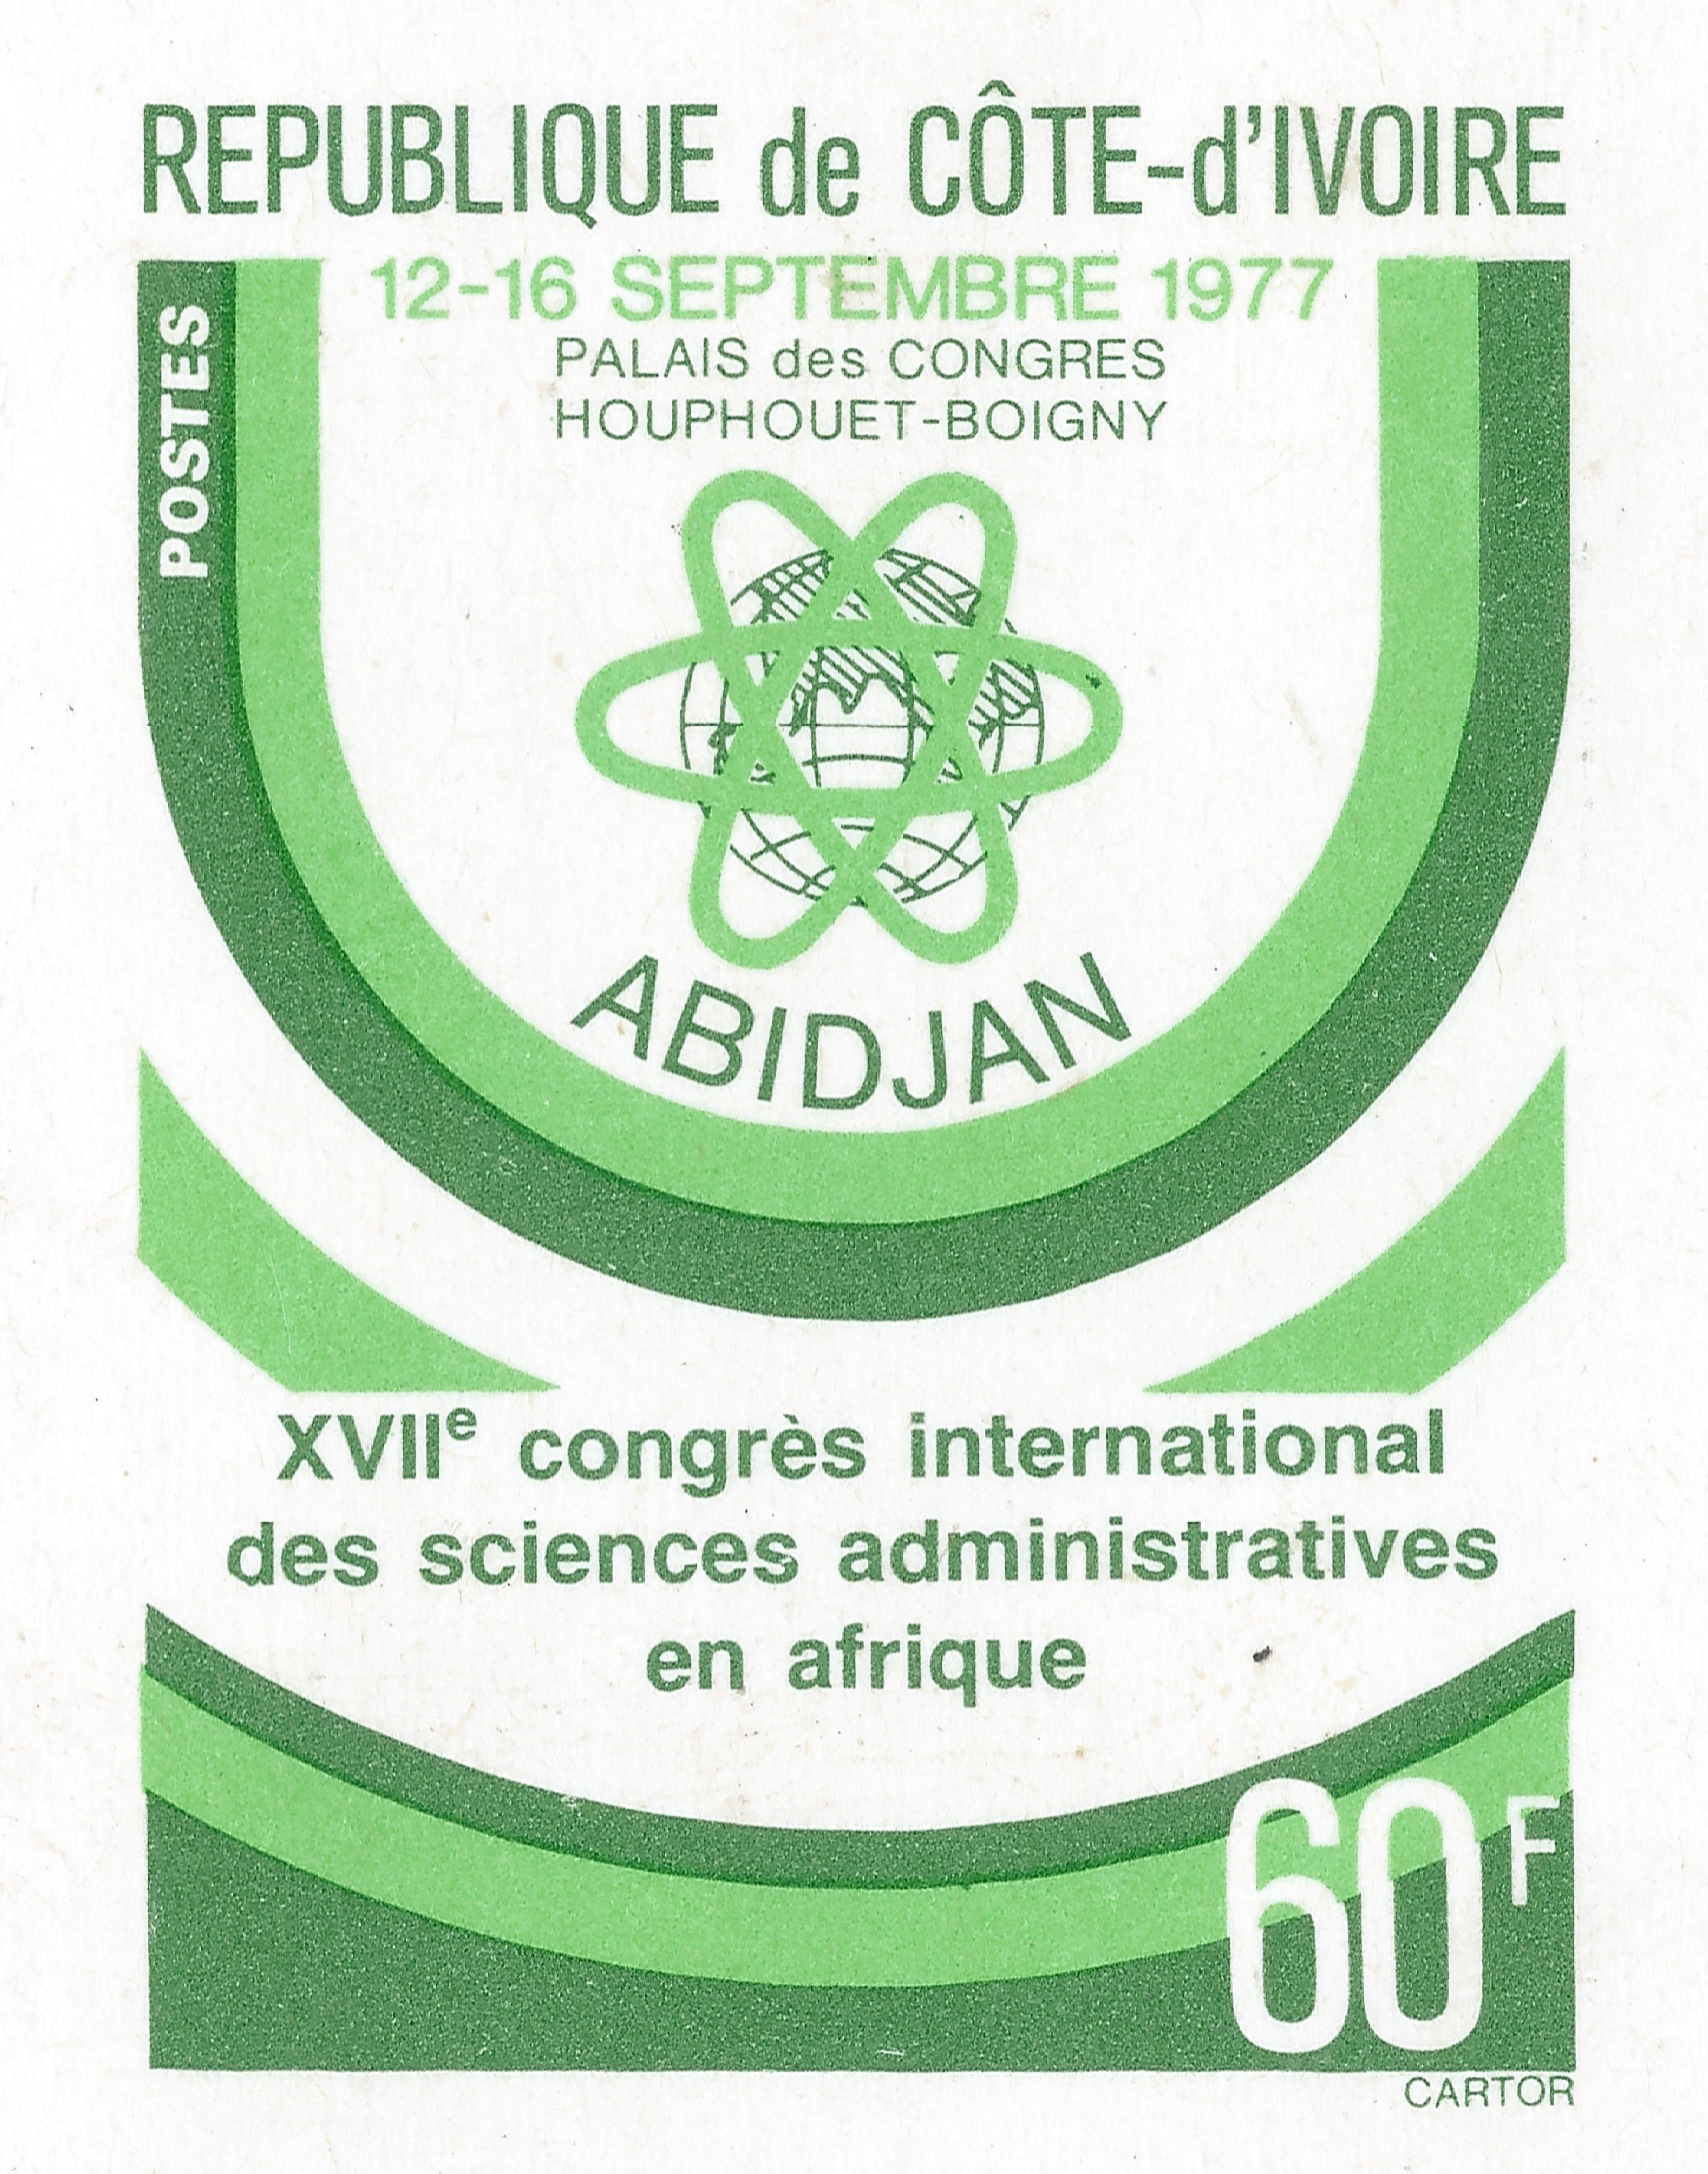 REPUBLIQUE de CÔTE-d'IVOIRE
12-16 SEPTEMBRE 1977
PALAIS des CONGRES
HOUPHOUET-BOIGNY
POSTES
ABIDJAN
XVIIe congrès international
des sciences administratives
en afrique
60F
CARTOR